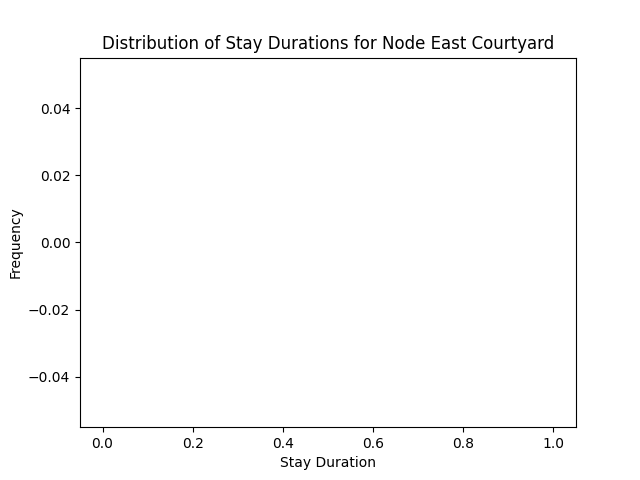 Distribution of Stay Durations for Node East Courtyard
0.04
0.02
0.00
−0.02
−0.04
Frequency
0.0 0.2 0.4 0.6 0.8 1.0
Stay Duration